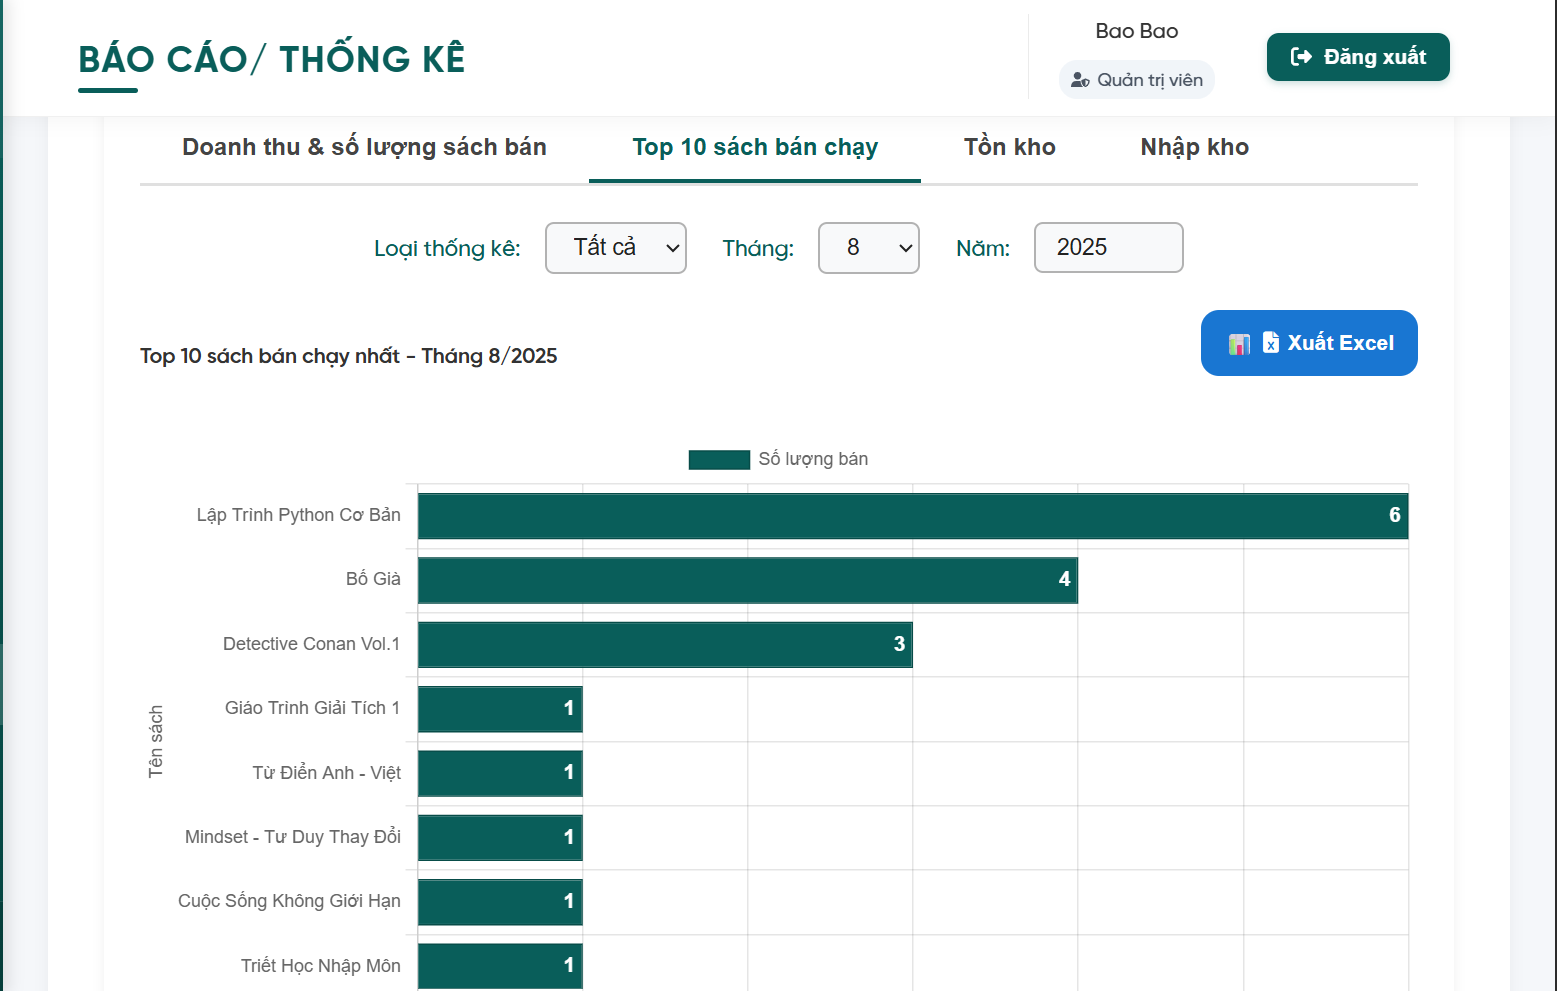 BÁO CÁO/ THỐNG KÊ
Bao Bao
Quản trị viên
Đăng xuất
Doanh thu & số lượng sách bán
Top 10 sách bán chạy
Tồn kho
Nhập kho
Loại thống kê:
Tất cả
Tháng:
8
Năm:
2025
Top 10 sách bán chạy nhất - Tháng 8/2025
Xuất Excel
Số lượng bán
Tên sách
Lập Trình Python Cơ Bản
6
Bố Già
4
Detective Conan Vol.1
3
Giáo Trình Giải Tích 1
1
Từ Điển Anh - Việt
1
Mindset - Tư Duy Thay Đổi
1
Cuộc Sống Không Giới Hạn
1
Triết Học Nhập Môn
1